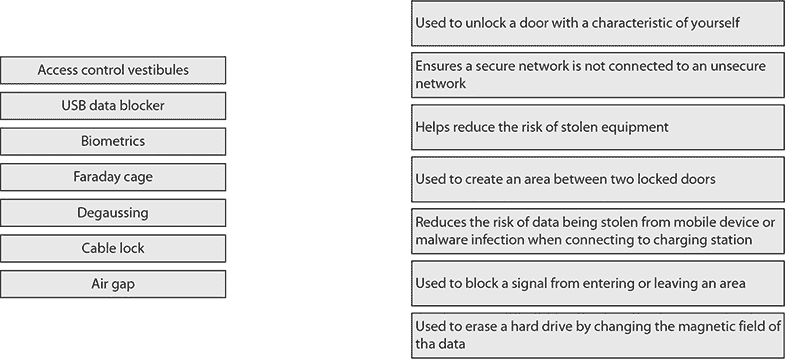 Access control vestibules
USB data blocker
Biometrics
Faraday cage
Degaussing
Cable lock
Air gap
Used to unlock a door with a characteristic of yourself
Ensures a secure network is not connected to an unsecure
network
Helps reduce the risk of stolen equipment
Used to create an area between two locked doors
Reduces the risk of data being stolen from mobile device or
malware infection when connecting to charging station
Used to block a signal from entering or leaving an area
Used to erase a hard drive by changing the magnetic field of
tha data